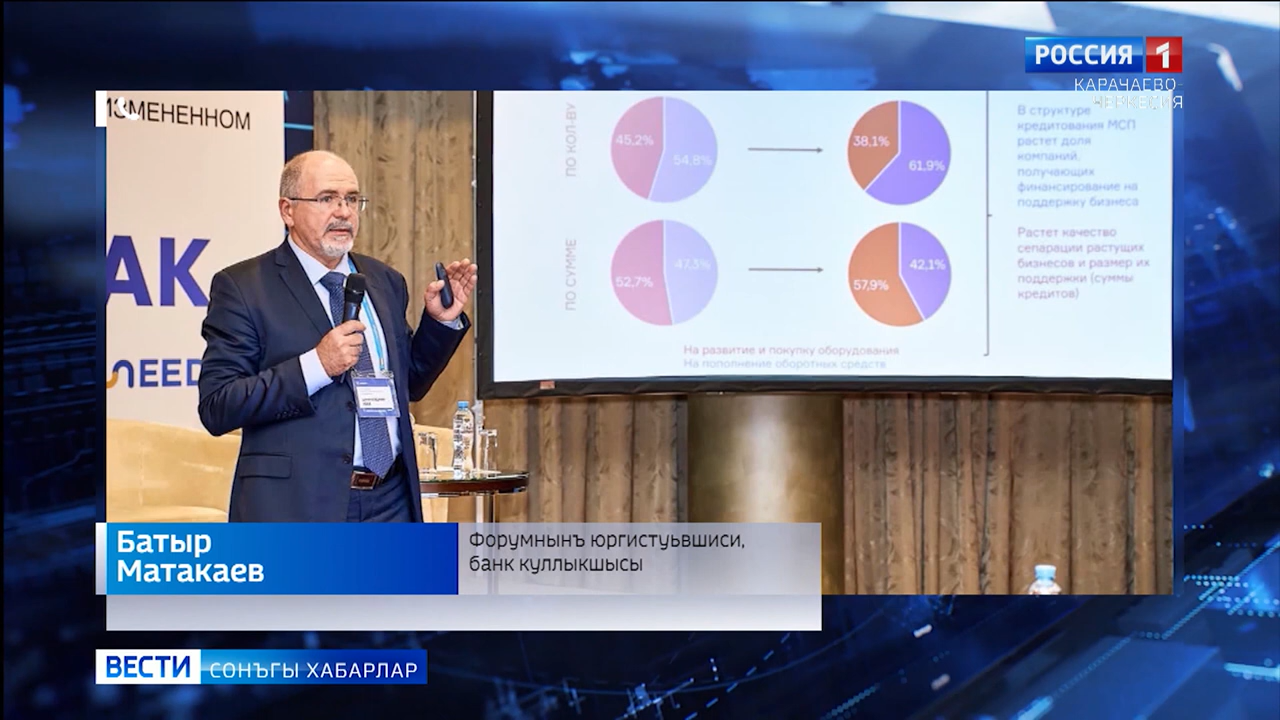 РОССИЯ 1
КАРАЧАЕВО-
ЧЕРКЕСИЯ
ИЗМЕНЕННОМ
АК
NEED
ПО КОЛ-ВУ
45,2%
54,8%
38,1%
61,9%
ПО СУММЕ
52,7%
47,3%
57,9%
42,1%
В структуре
кредитования МСП
растет доля
компаний,
получающих
финансирование на
поддержку бизнеса
Растет качество
сепарации растущих
бизнесов и размер их
поддержки (суммы
кредитов)
На развитие и покупку оборудования
На пополнение оборотных средств
Батыр
Матакаев
Форумнынъ юргистуьвшиси,
банк куллыкшысы
ВЕСТИ СОНЪГЫ ХАБАРЛАР